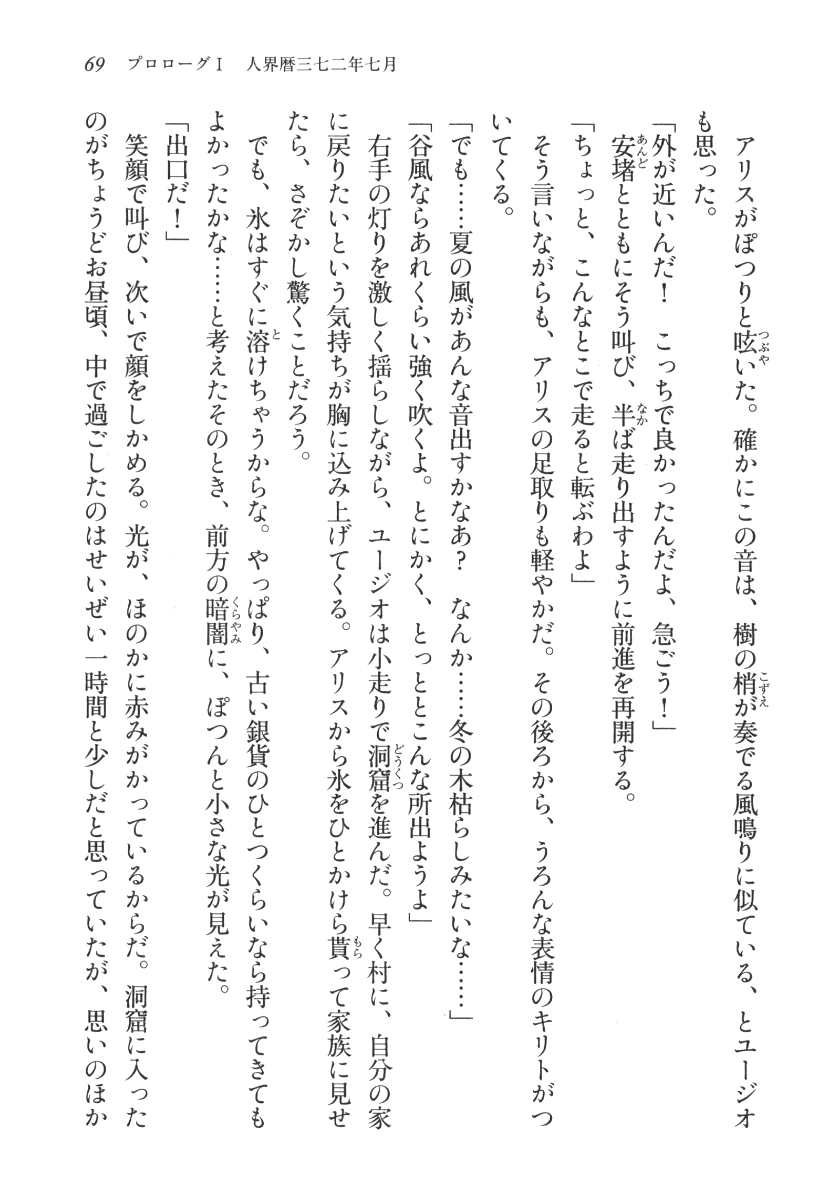 69 プロローグⅠ 人界暦三七二年七月
　アリスがぽつりと呟いた。確かにこの音は、樹の梢が奏でる風鳴りに似ている、とユージオ
も思った。
「外が近いんだ！　こっちで良かったんだよ、急ごう！」
　安堵とともにそう叫び、半ば走り出すように前進を再開する。
「ちょっと、こんなとこで走ると転ぶわよ」
　そう言いながらも、アリスの足取りも軽やかだ。その後ろから、うろんな表情のキリトがつ
いてくる。
「でも……夏の風があんな音出すかなあ？　なんか……冬の木枯らしみたいな……」
「谷風ならあれくらい強く吹くよ。とにかく、とっととこんな所出ようよ」
　右手の灯りを激しく揺らしながら、ユージオは小走りで洞窟を進んだ。早く村に、自分の家
に戻りたいという気持ちが胸に込み上げてくる。アリスから氷をひとかけら貰って家族に見せ
たら、さぞかし驚くことだろう。
　でも、氷はすぐに溶けちゃうからな。やっぱり、古い銀貨のひとつくらいなら持ってきても
よかったかな……と考えたそのとき、前方の暗闇に、ぽつんと小さな光が見えた。
「出口だ！」
　笑顔で叫び、次いで顔をしかめる。光が、ほのかに赤みがかっているからだ。洞窟に入った
のがちょうどお昼頃、中で過ごしたのはせいぜい一時間と少しだと思っていたが、思いのほか